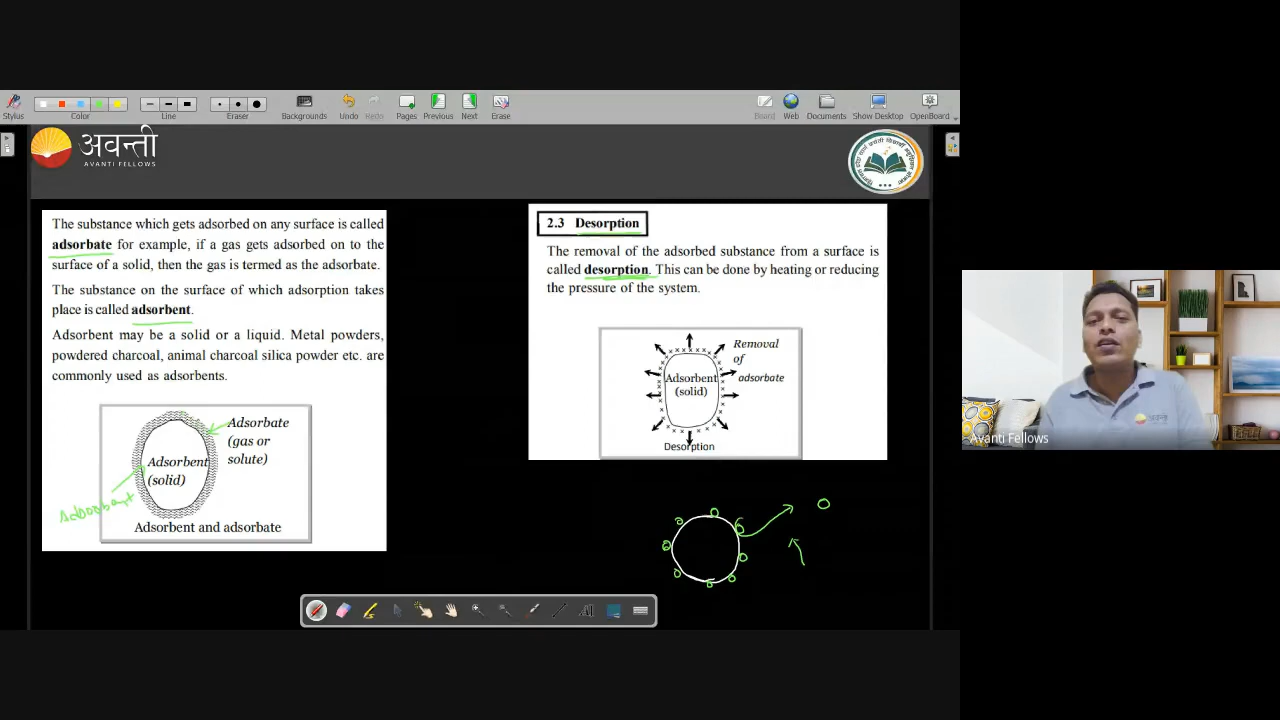 Stylus
Color
Line
Eraser
Backgrounds
Undo
Redo
Pages
Previous
Next
Erase
Board
Web
Documents
Show Desktop
OpenBoard
अवन्ती
AVANTI FELLOWS
The substance which gets adsorbed on any surface is called
adsorbate for example, if a gas gets adsorbed on to the
surface of a solid, then the gas is termed as the adsorbate.
The substance on the surface of which adsorption takes
place is called adsorbent.
Adsorbent may be a solid or a liquid. Metal powders,
powdered charcoal, animal charcoal silica powder etc. are
commonly used as adsorbents.
Adsorbate
(gas or
solute)
Adsorbent
(solid)
Adsorbent and adsorbate
2.3 Desorption
The removal of the adsorbed substance from a surface is
called desorption. This can be done by heating or reducing
the pressure of the system.
Removal
of
adsorbate
Adsorbent
(solid)
Desorption
Avanti Fellows